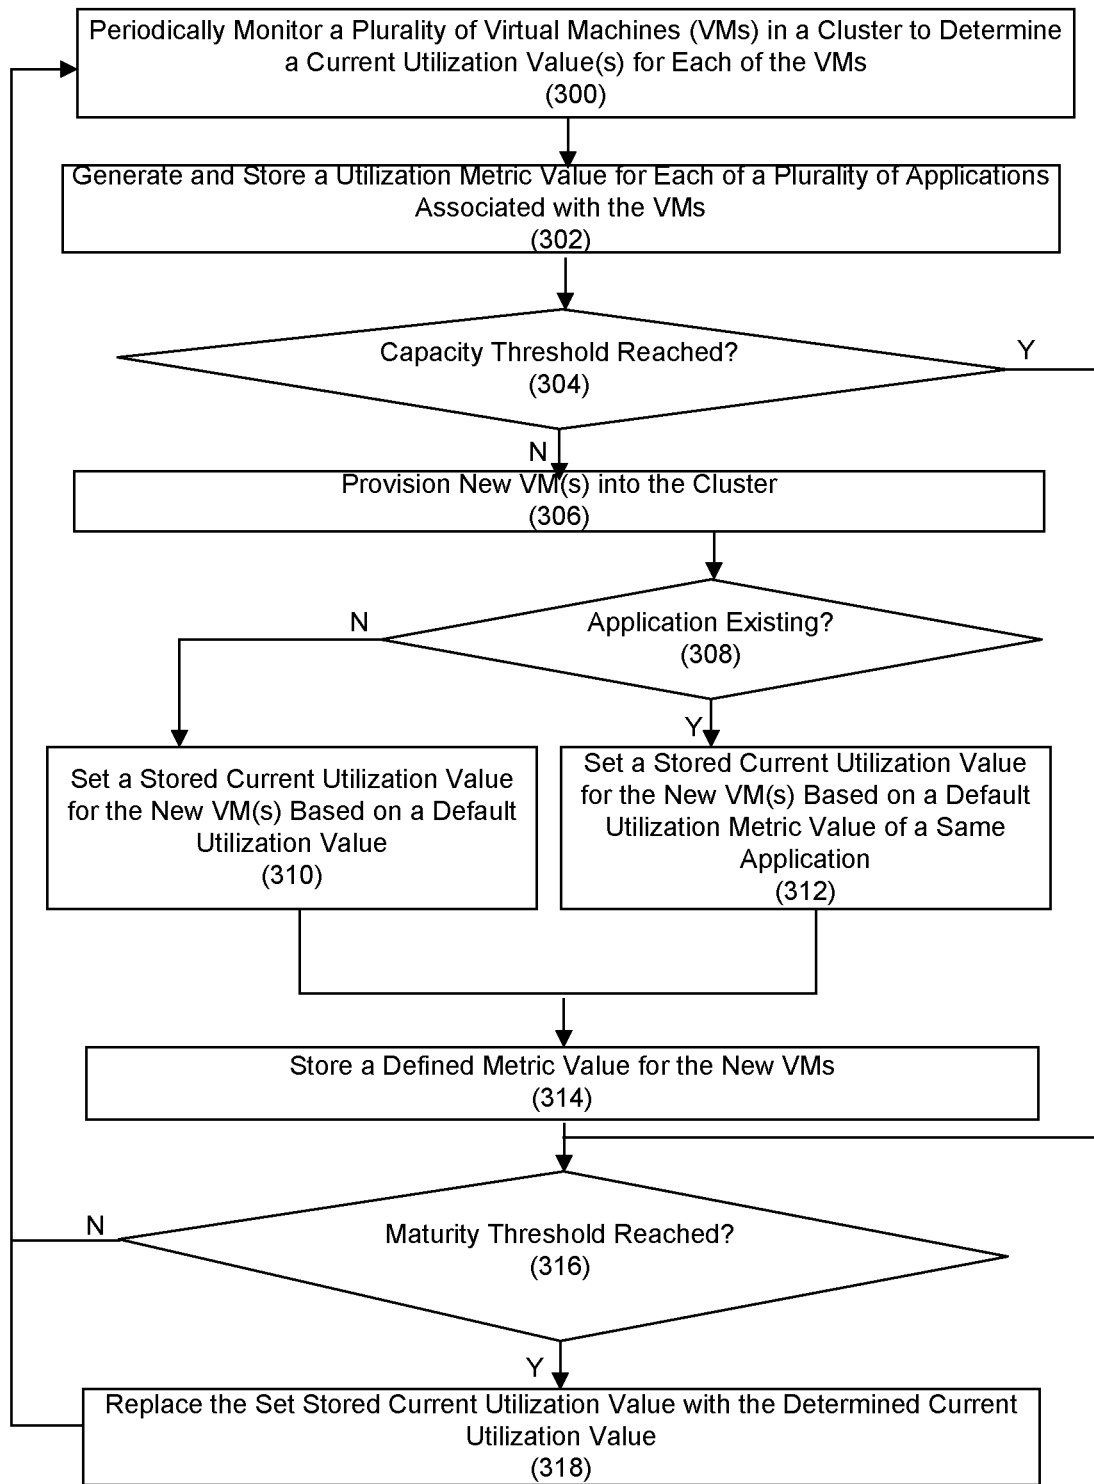 Periodically Monitor a Plurality of Virtual Machines (VMs) in a Cluster to Determine
a Current Utilization Value(s) for Each of the VMs
(300)
Generate and Store a Utilization Metric Value for Each of a Plurality of Applications
Associated with the VMs
(302)
Capacity Threshold Reached?
(304)
Y
N
Provision New VM(s) into the Cluster
(306)
Application Existing?
(308)
N
Y
Set a Stored Current Utilization Value
for the New VM(s) Based on a Default
Utilization Value
(310)
Set a Stored Current Utilization Value
for the New VM(s) Based on a Default
Utilization Metric Value of a Same
Application
(312)
Store a Defined Metric Value for the New VMs
(314)
Maturity Threshold Reached?
(316)
N
Y
Replace the Set Stored Current Utilization Value with the Determined Current
Utilization Value
(318)